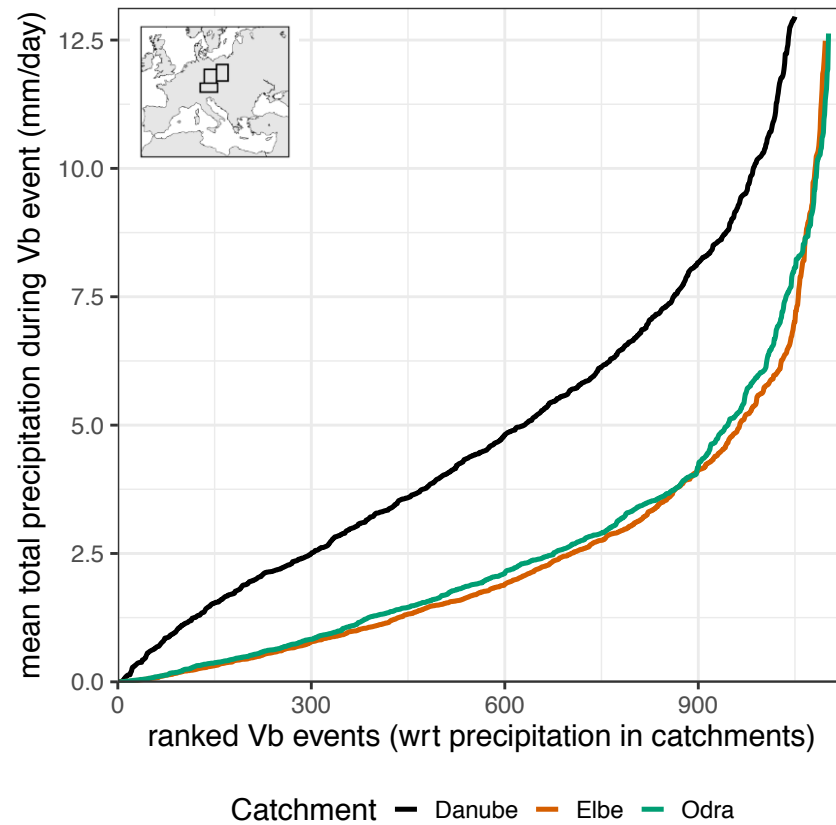 mean total precipitation during Vb event (mm/day)
12.5
10.0
7.5
5.0
2.5
0.0
0 300 600 900
ranked Vb events (wrt precipitation in catchments)
Catchment Danube Elbe Odra